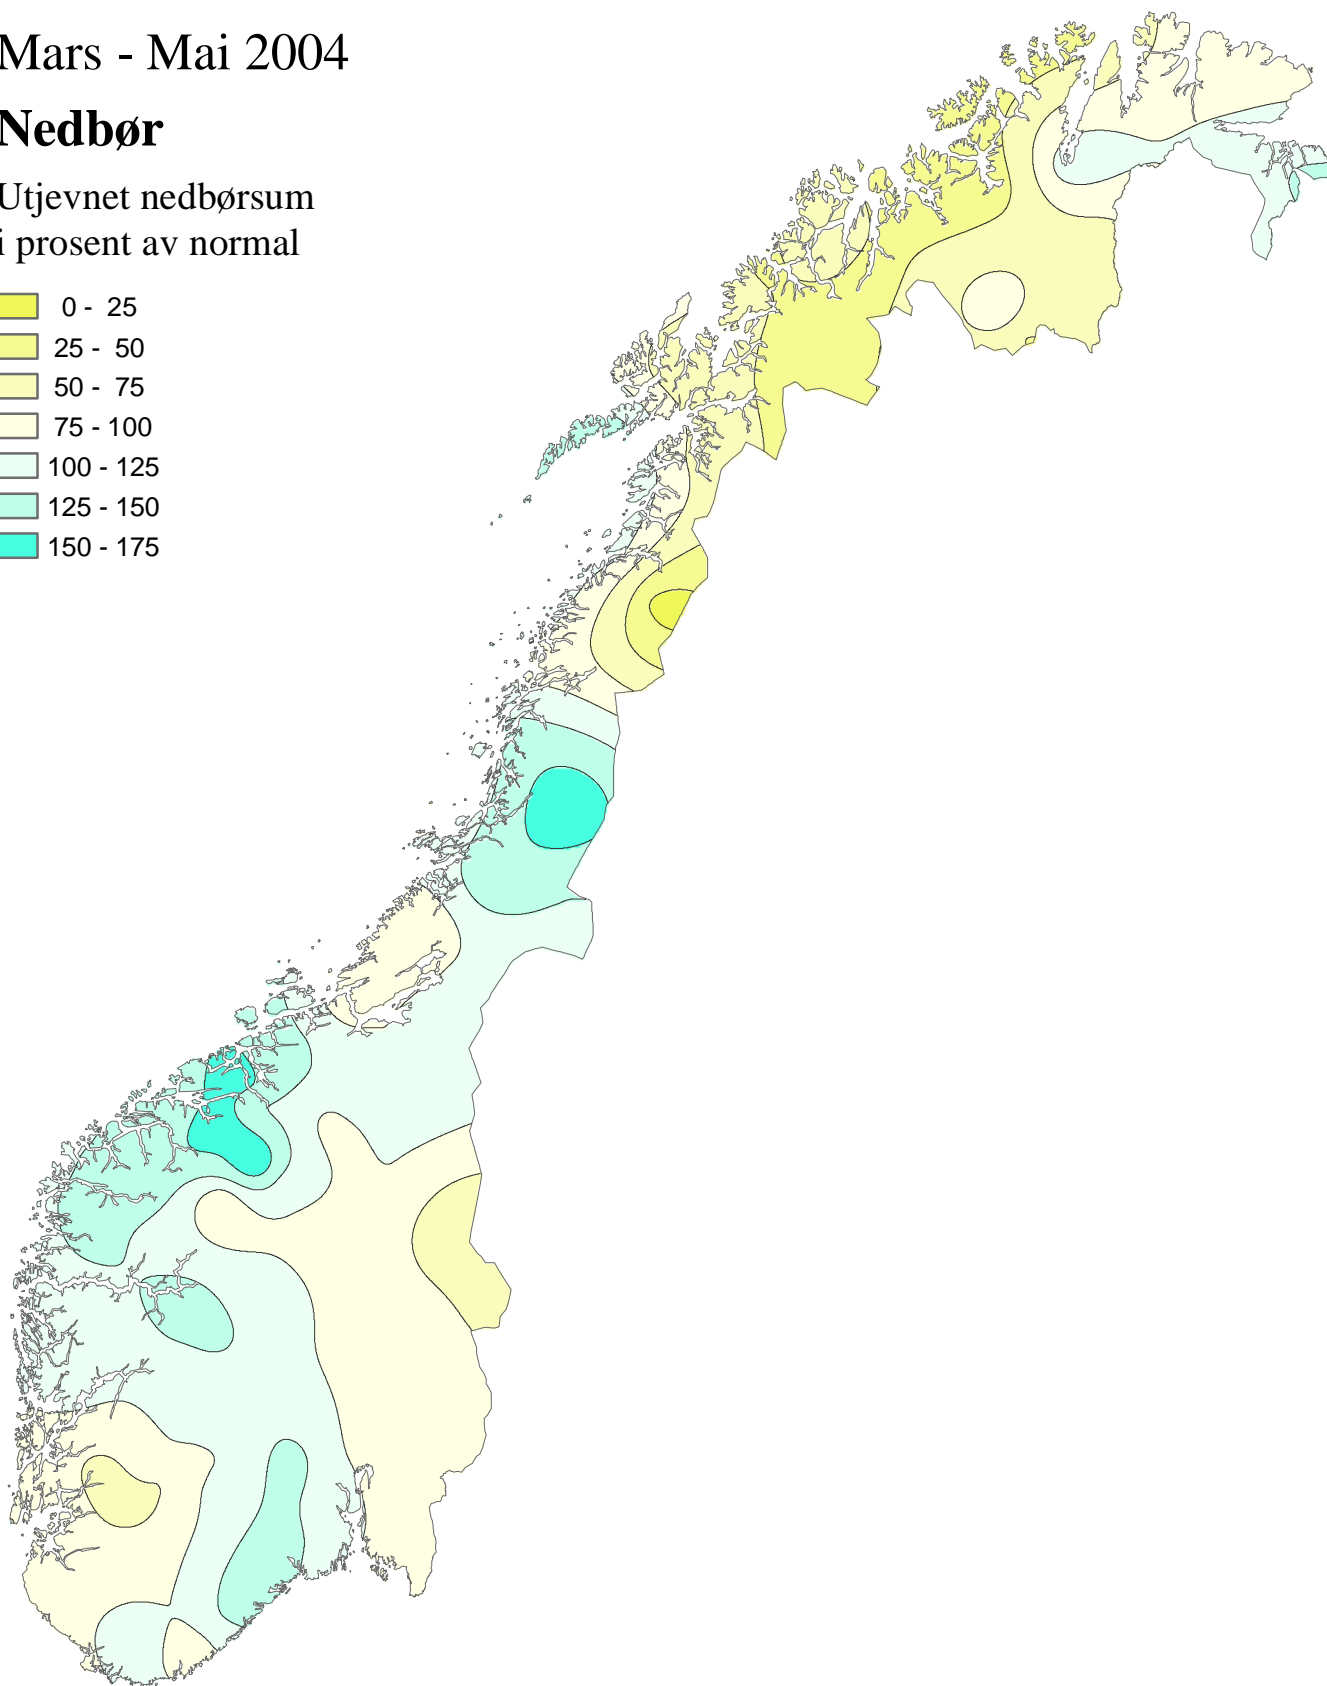 Mars - Mai 2004
Nedbør
Utjevnet nedbørsum
i prosent av normal
0 - 25
25 - 50
50 - 75
75 - 100
100 - 125
125 - 150
150 - 175